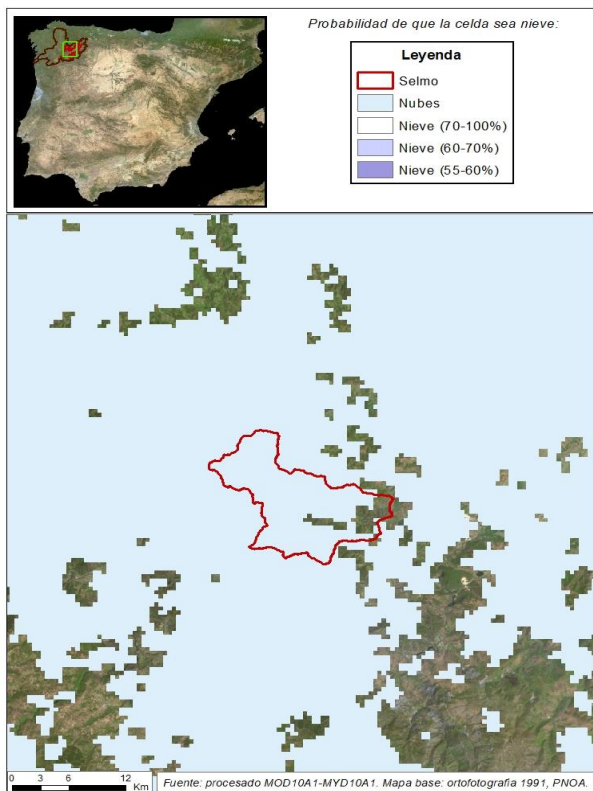 Probabilidad de que la celda sea nieve:
Leyenda
Selmo
Nubes
Nieve (70-100%)
Nieve (60-70%)
Nieve (55-60%)
0 3 6 12
Km
Fuente: procesado MOD10A1-MYD10A1. Mapa base: ortofotografía 1991, PNOA.